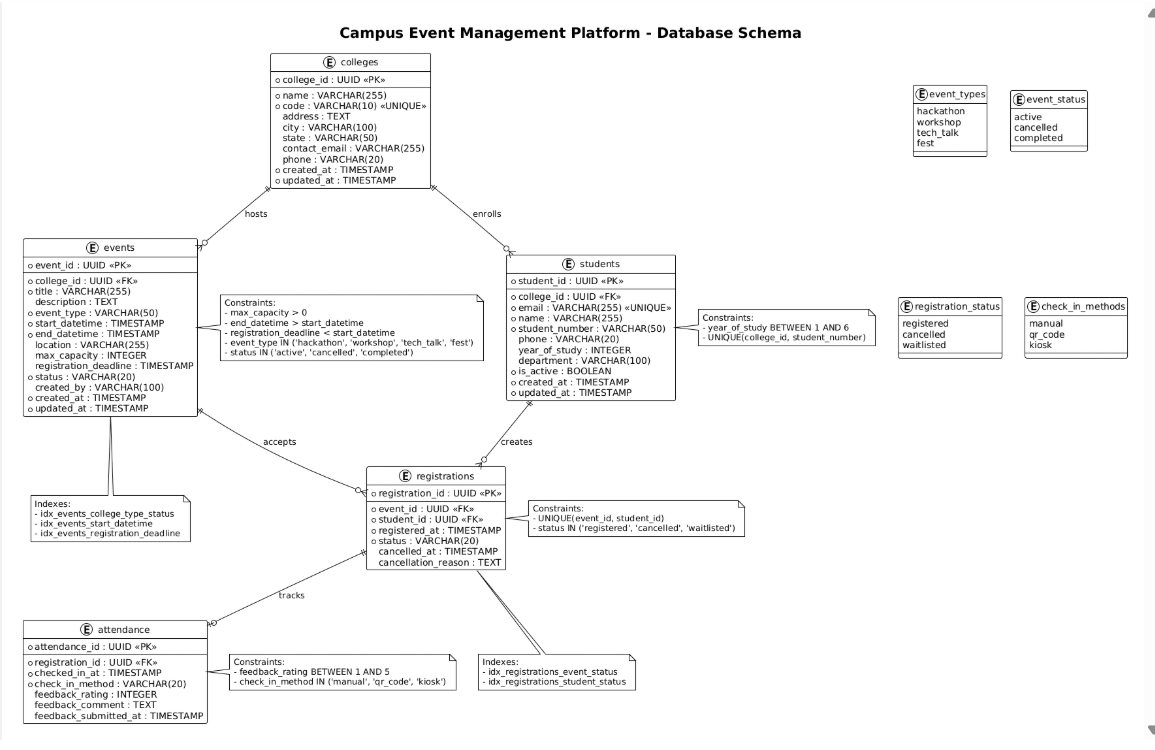 Campus Event Management Platform - Database Schema
E colleges
college_id : UUID «PK»
name : VARCHAR(255)
code : VARCHAR(10) «UNIQUE»
address : TEXT
city : VARCHAR(100)
state : VARCHAR(50)
contact_email : VARCHAR(255)
phone : VARCHAR(20)
created_at : TIMESTAMP
updated_at : TIMESTAMP
E event_types
hackathon
workshop
tech_talk
fest
E event_status
active
cancelled
completed
hosts
enrolls
E events
event_id : UUID «PK»
college_id : UUID «FK»
title : VARCHAR(255)
description : TEXT
event_type : VARCHAR(50)
start_datetime : TIMESTAMP
end_datetime : TIMESTAMP
location : VARCHAR(255)
max_capacity : INTEGER
registration_deadline : TIMESTAMP
status : VARCHAR(20)
created_by : VARCHAR(100)
created_at : TIMESTAMP
updated_at : TIMESTAMP
Constraints:
- max_capacity > 0
- end_datetime > start_datetime
- registration_deadline < start_datetime
- event_type IN ('hackathon', 'workshop', 'tech_talk', 'fest')
- status IN ('active', 'cancelled', 'completed')
E students
student_id : UUID «PK»
college_id : UUID «FK»
email : VARCHAR(255) «UNIQUE»
name : VARCHAR(255)
student_number : VARCHAR(50)
phone : VARCHAR(20)
year_of_study : INTEGER
department : VARCHAR(100)
is_active : BOOLEAN
created_at : TIMESTAMP
updated_at : TIMESTAMP
Constraints:
- year_of_study BETWEEN 1 AND 6
- UNIQUE(college_id, student_number)
E registration_status
registered
cancelled
waitlisted
E check_in_methods
manual
qr_code
kiosk
accepts
creates
Indexes:
- idx_events_college_type_status
- idx_events_start_datetime
- idx_events_registration_deadline
E registrations
registration_id : UUID «PK»
event_id : UUID «FK»
student_id : UUID «FK»
registered_at : TIMESTAMP
status : VARCHAR(20)
cancelled_at : TIMESTAMP
cancellation_reason : TEXT
Constraints:
- UNIQUE(event_id, student_id)
- status IN ('registered', 'cancelled', 'waitlisted')
tracks
E attendance
attendance_id : UUID «PK»
registration_id : UUID «FK»
checked_in_at : TIMESTAMP
check_in_method : VARCHAR(20)
feedback_rating : INTEGER
feedback_comment : TEXT
feedback_submitted_at : TIMESTAMP
Constraints:
- feedback_rating BETWEEN 1 AND 5
- check_in_method IN ('manual', 'qr_code', 'kiosk')
Indexes:
- idx_registrations_event_status
- idx_registrations_student_status